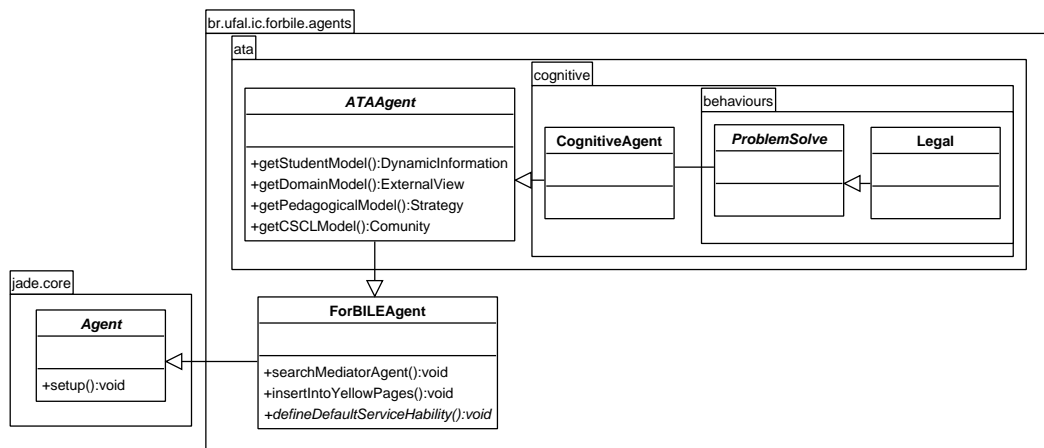 br.ufal.ic.forbile.agents
ata
cognitive
behaviours
ATAAgent
+getStudentModel():DynamicInformation
+getDomainModel():ExternalView
+getPedagogicalModel():Strategy
+getCSCLModel():Comunity
CognitiveAgent
ProblemSolve
Legal
jade.core
Agent
+setup():void
ForBILEAgent
+searchMediatorAgent():void
+insertIntoYellowPages():void
+defineDefaultServiceHability():void